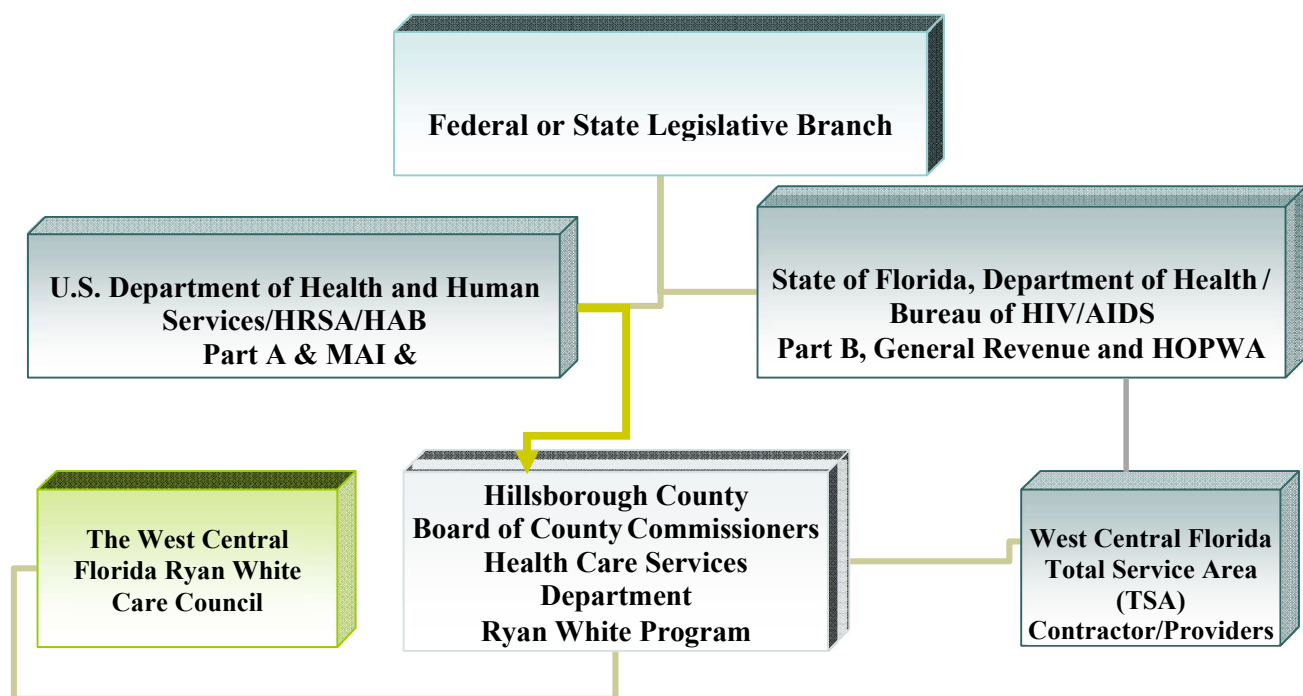 Federal or State Legislative Branch
U.S. Department of Health and Human
Services/HRSA/HAB
Part A & MAI &
State of Florida, Department of Health /
Bureau of HIV/AIDS
Part B, General Revenue and HOPWA
The West Central
Florida Ryan White
Care Council
Hillsborough County
Board of County Commissioners
Health Care Services
Department
Ryan White Program
West Central Florida
Total Service Area
(TSA)
Contractor/Providers